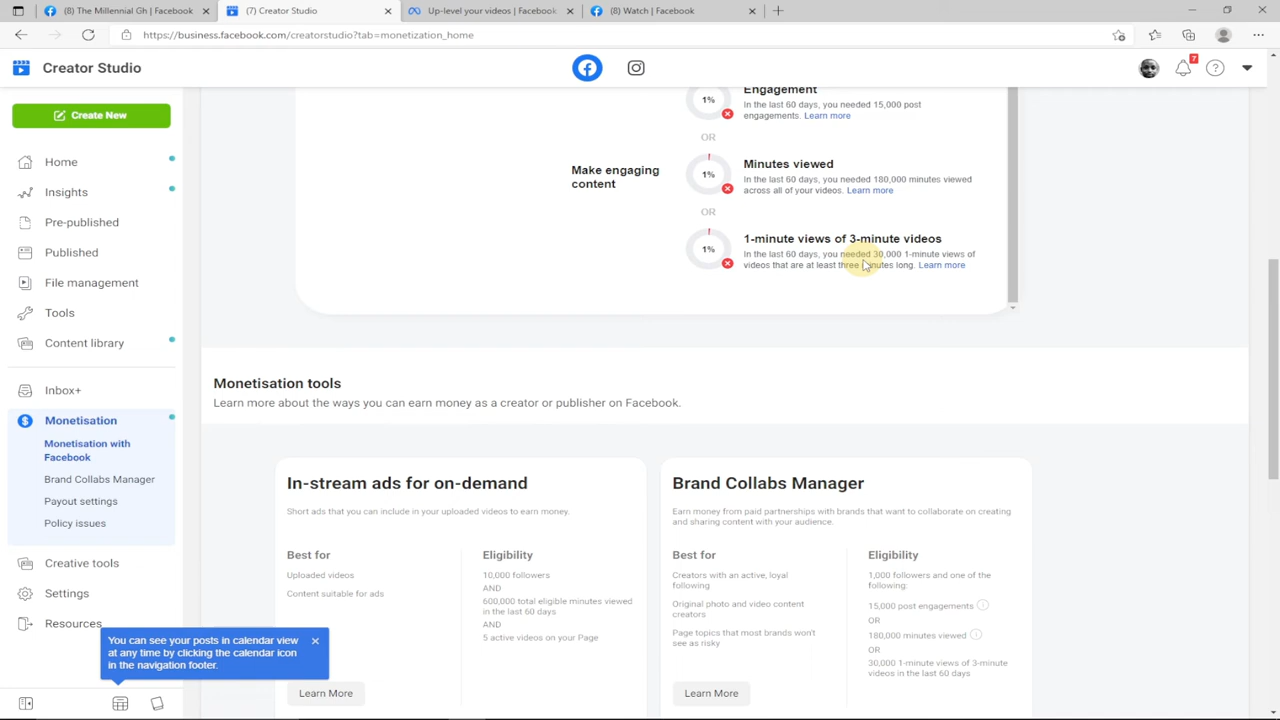 (8) The Millennial Gh | Facebook
(7) Creator Studio
Up-level your videos | Facebook
(8) Watch | Facebook
https://business.facebook.com/creatorstudio?tab=monetization_home
Creator Studio
7
Create New
Home
Insights
Pre-published
Published
File management
Tools
Content library
Inbox+
Monetisation
Monetisation with
Facebook
Brand Collabs Manager
Payout settings
Policy issues
Creative tools
Settings
Resources
You can see your posts in calendar view
at any time by clicking the calendar icon
in the navigation footer.
Make engaging
content
1%
Engagement
In the last 60 days, you needed 15,000 post
engagements. Learn more
OR
1%
Minutes viewed
In the last 60 days, you needed 180,000 minutes viewed
across all of your videos. Learn more
OR
1%
1-minute views of 3-minute videos
In the last 60 days, you needed 30,000 1-minute views of
videos that are at least three minutes long. Learn more
Monetisation tools
Learn more about the ways you can earn money as a creator or publisher on Facebook.
In-stream ads for on-demand
Short ads that you can include in your uploaded videos to earn money.
Best for
Uploaded videos
Content suitable for ads
Eligibility
10,000 followers
AND
600,000 total eligible minutes viewed
in the last 60 days
AND
5 active videos on your Page
Learn More
Brand Collabs Manager
Earn money from paid partnerships with brands that want to collaborate on creating
and sharing content with your audience.
Best for
Creators with an active, loyal
following
Original photo and video content
creators
Page topics that most brands won't
see as risky
Eligibility
1,000 followers and one of the
following:
15,000 post engagements
OR
180,000 minutes viewed
OR
30,000 1-minute views of 3-minute
videos in the last 60 days
Learn More